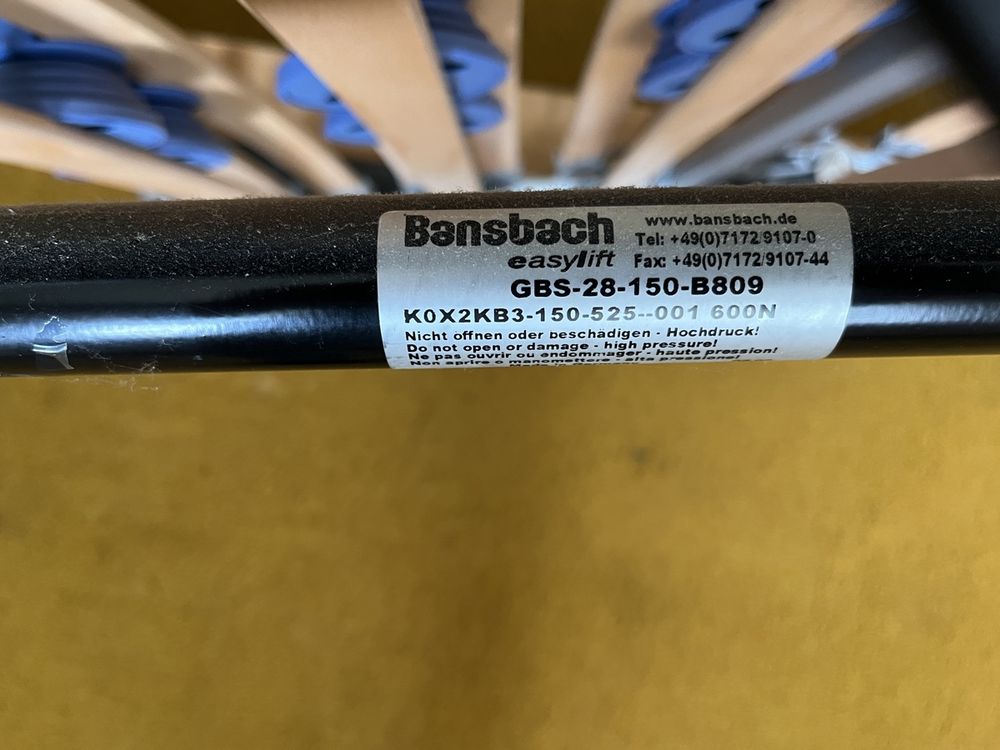 Bansbach
easylift
www.bansbach.de
Tel: +49(0)7172/9107-0
Fax: +49(0)7172/9107-44
GBS-28-150-B809
K0X2KB3-150-525--001 600N
Nicht öffnen oder beschädigen - Hochdruck!
Do not open or damage - high pressure!
Ne pas ouvrir ou endommager - haute pression!
Non aprire o